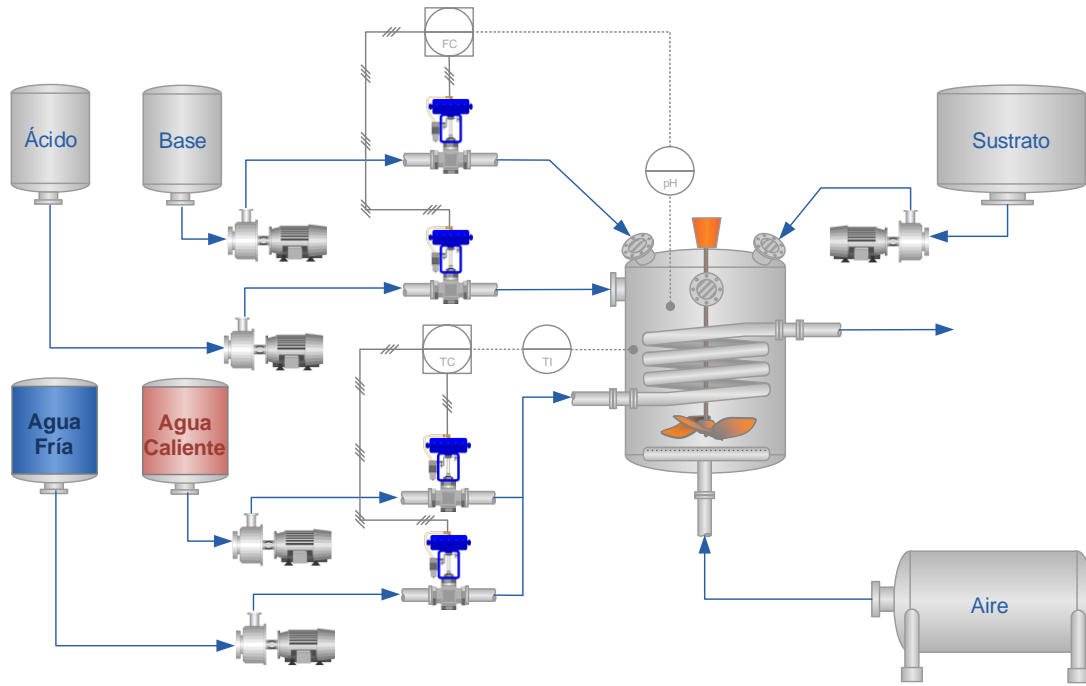 FC
Ácido
Base
Sustrato
pH
TC
TI
Agua
Fría
Agua
Caliente
Aire